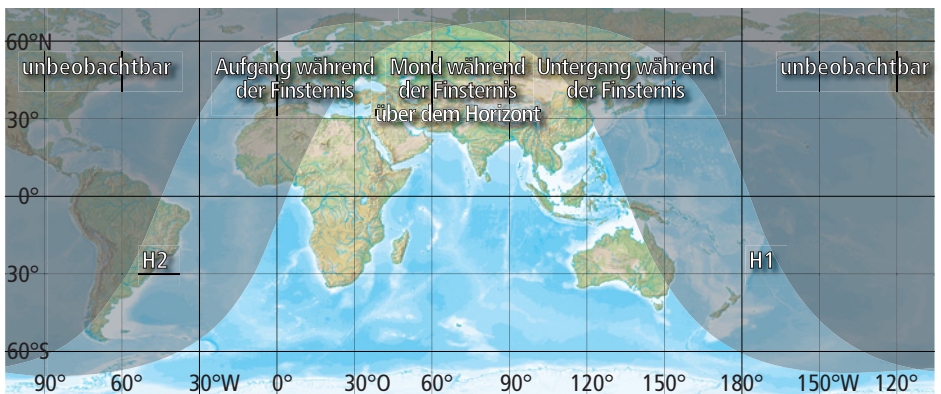 60°N
unbeobachtbar
Aufgang während
der Finsternis
Mond während
der Finsternis
über dem Horizont
Untergang während
der Finsternis
unbeobachtbar
30°
0°
H2
H1
30°
60°S
90° 60° 30°W 0° 30°O 60° 90° 120° 150° 180° 150°W 120°